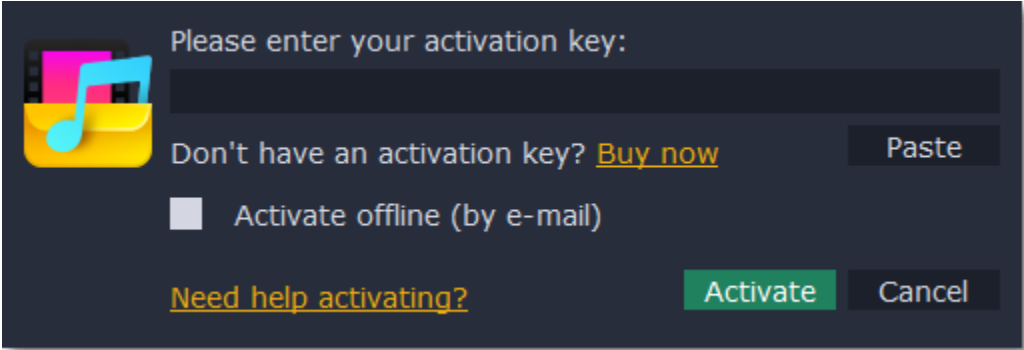 Please enter your activation key:
Don't have an activation key? Buy now
Paste
Activate offline (by e-mail)
Need help activating?
Activate
Cancel